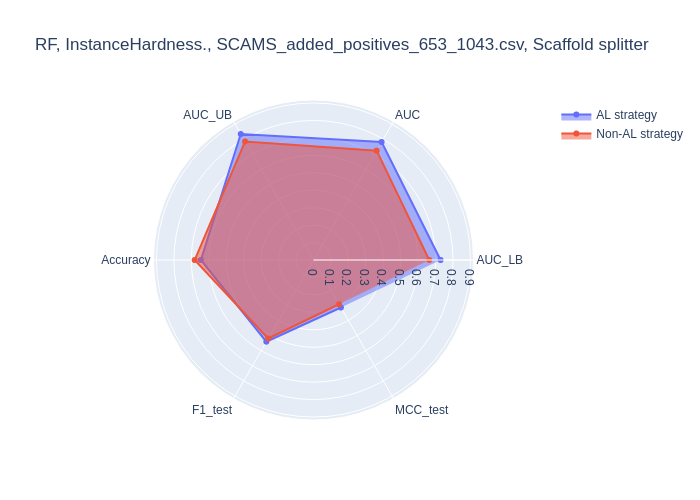 RF, InstanceHardness., SCAMS_added_positives_653_1043.csv, Scaffold splitter
AUC_UB
AUC
AL strategy
Non-AL strategy
Accuracy
AUC_LB
0
0.1
0.2
0.3
0.4
0.5
0.6
0.7
0.8
0.9
F1_test
MCC_test